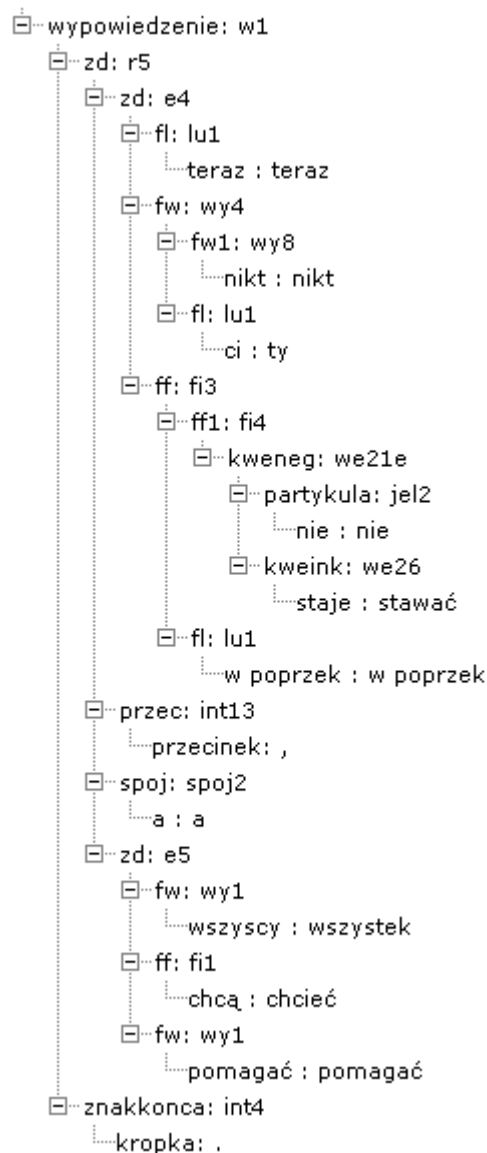 wypowiedzenie: w1
zd: r5
zd: e4
fl: lu1
teraz : teraz
fw: wy4
fw1: wy8
nikt : nikt
fl: lu1
ci : ty
ff: fi3
ff1: fi4
kweneg: we21e
partykula: jel2
nie : nie
kweink: we26
staje : stawać
fl: lu1
w poprzek : w poprzek
przec: int13
przecinek: ,
spoj: spoj2
a : a
zd: e5
fw: wy1
wszyscy : wszystek
ff: fi1
chcą : chcieć
fw: wy1
pomagać : pomagać
znakkonca: int4
kropka: .